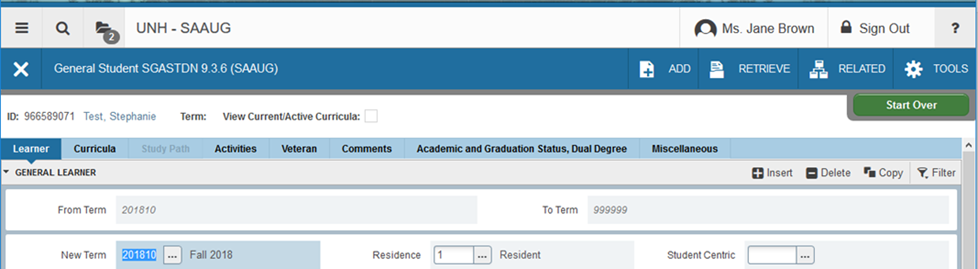 2 UNH - SAAUG Ms. Jane Brown Sign Out ?
General Student SGASTDN 9.3.6 (SAAUG) ADD RETRIEVE RELATED TOOLS
Start Over
ID: 966589071 Test, Stephanie Term: View Current/Active Curricula:
Learner Curricula Study Path Activities Veteran Comments Academic and Graduation Status, Dual Degree Miscellaneous
GENERAL LEARNER Insert Delete Copy Filter
From Term 201810 To Term 999999
New Term 201810 ... Fall 2018 Residence 1 ... Resident Student Centric ...